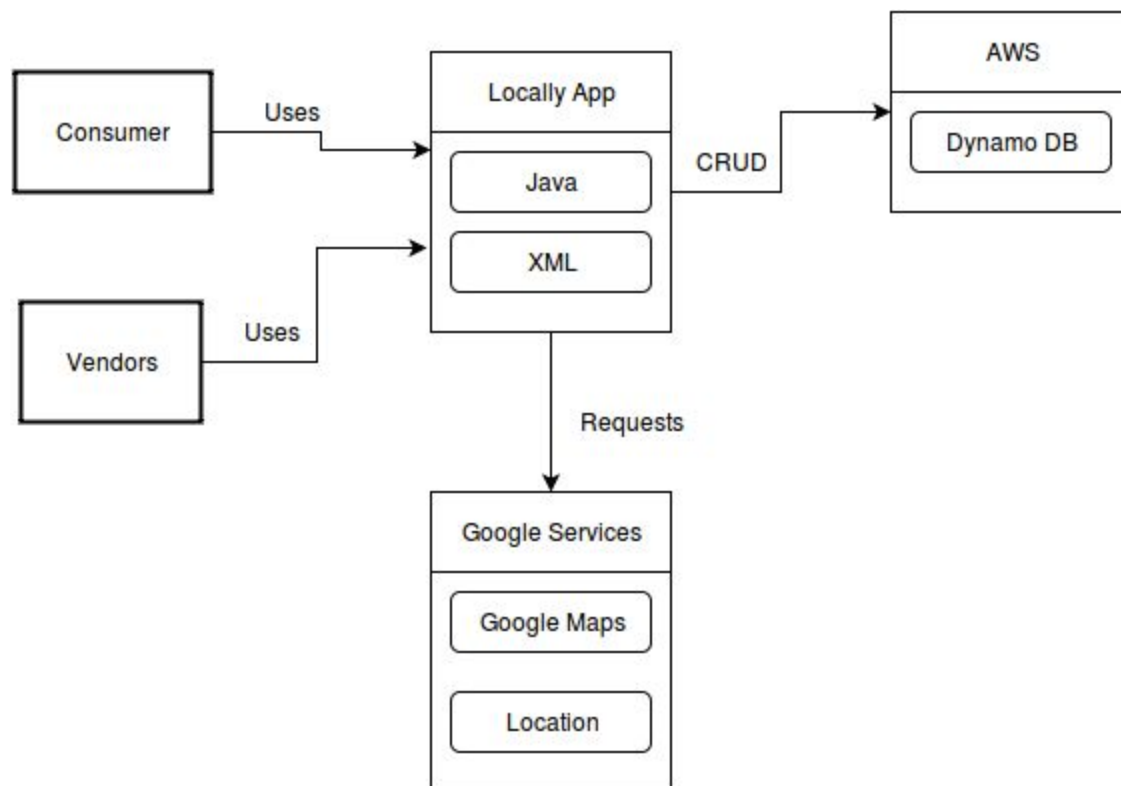 AWS
Locally App
Uses
Consumer
Dynamo DB
CRUD
Java
XML
Uses
Vendors
Requests
Google Services
Google Maps
Location